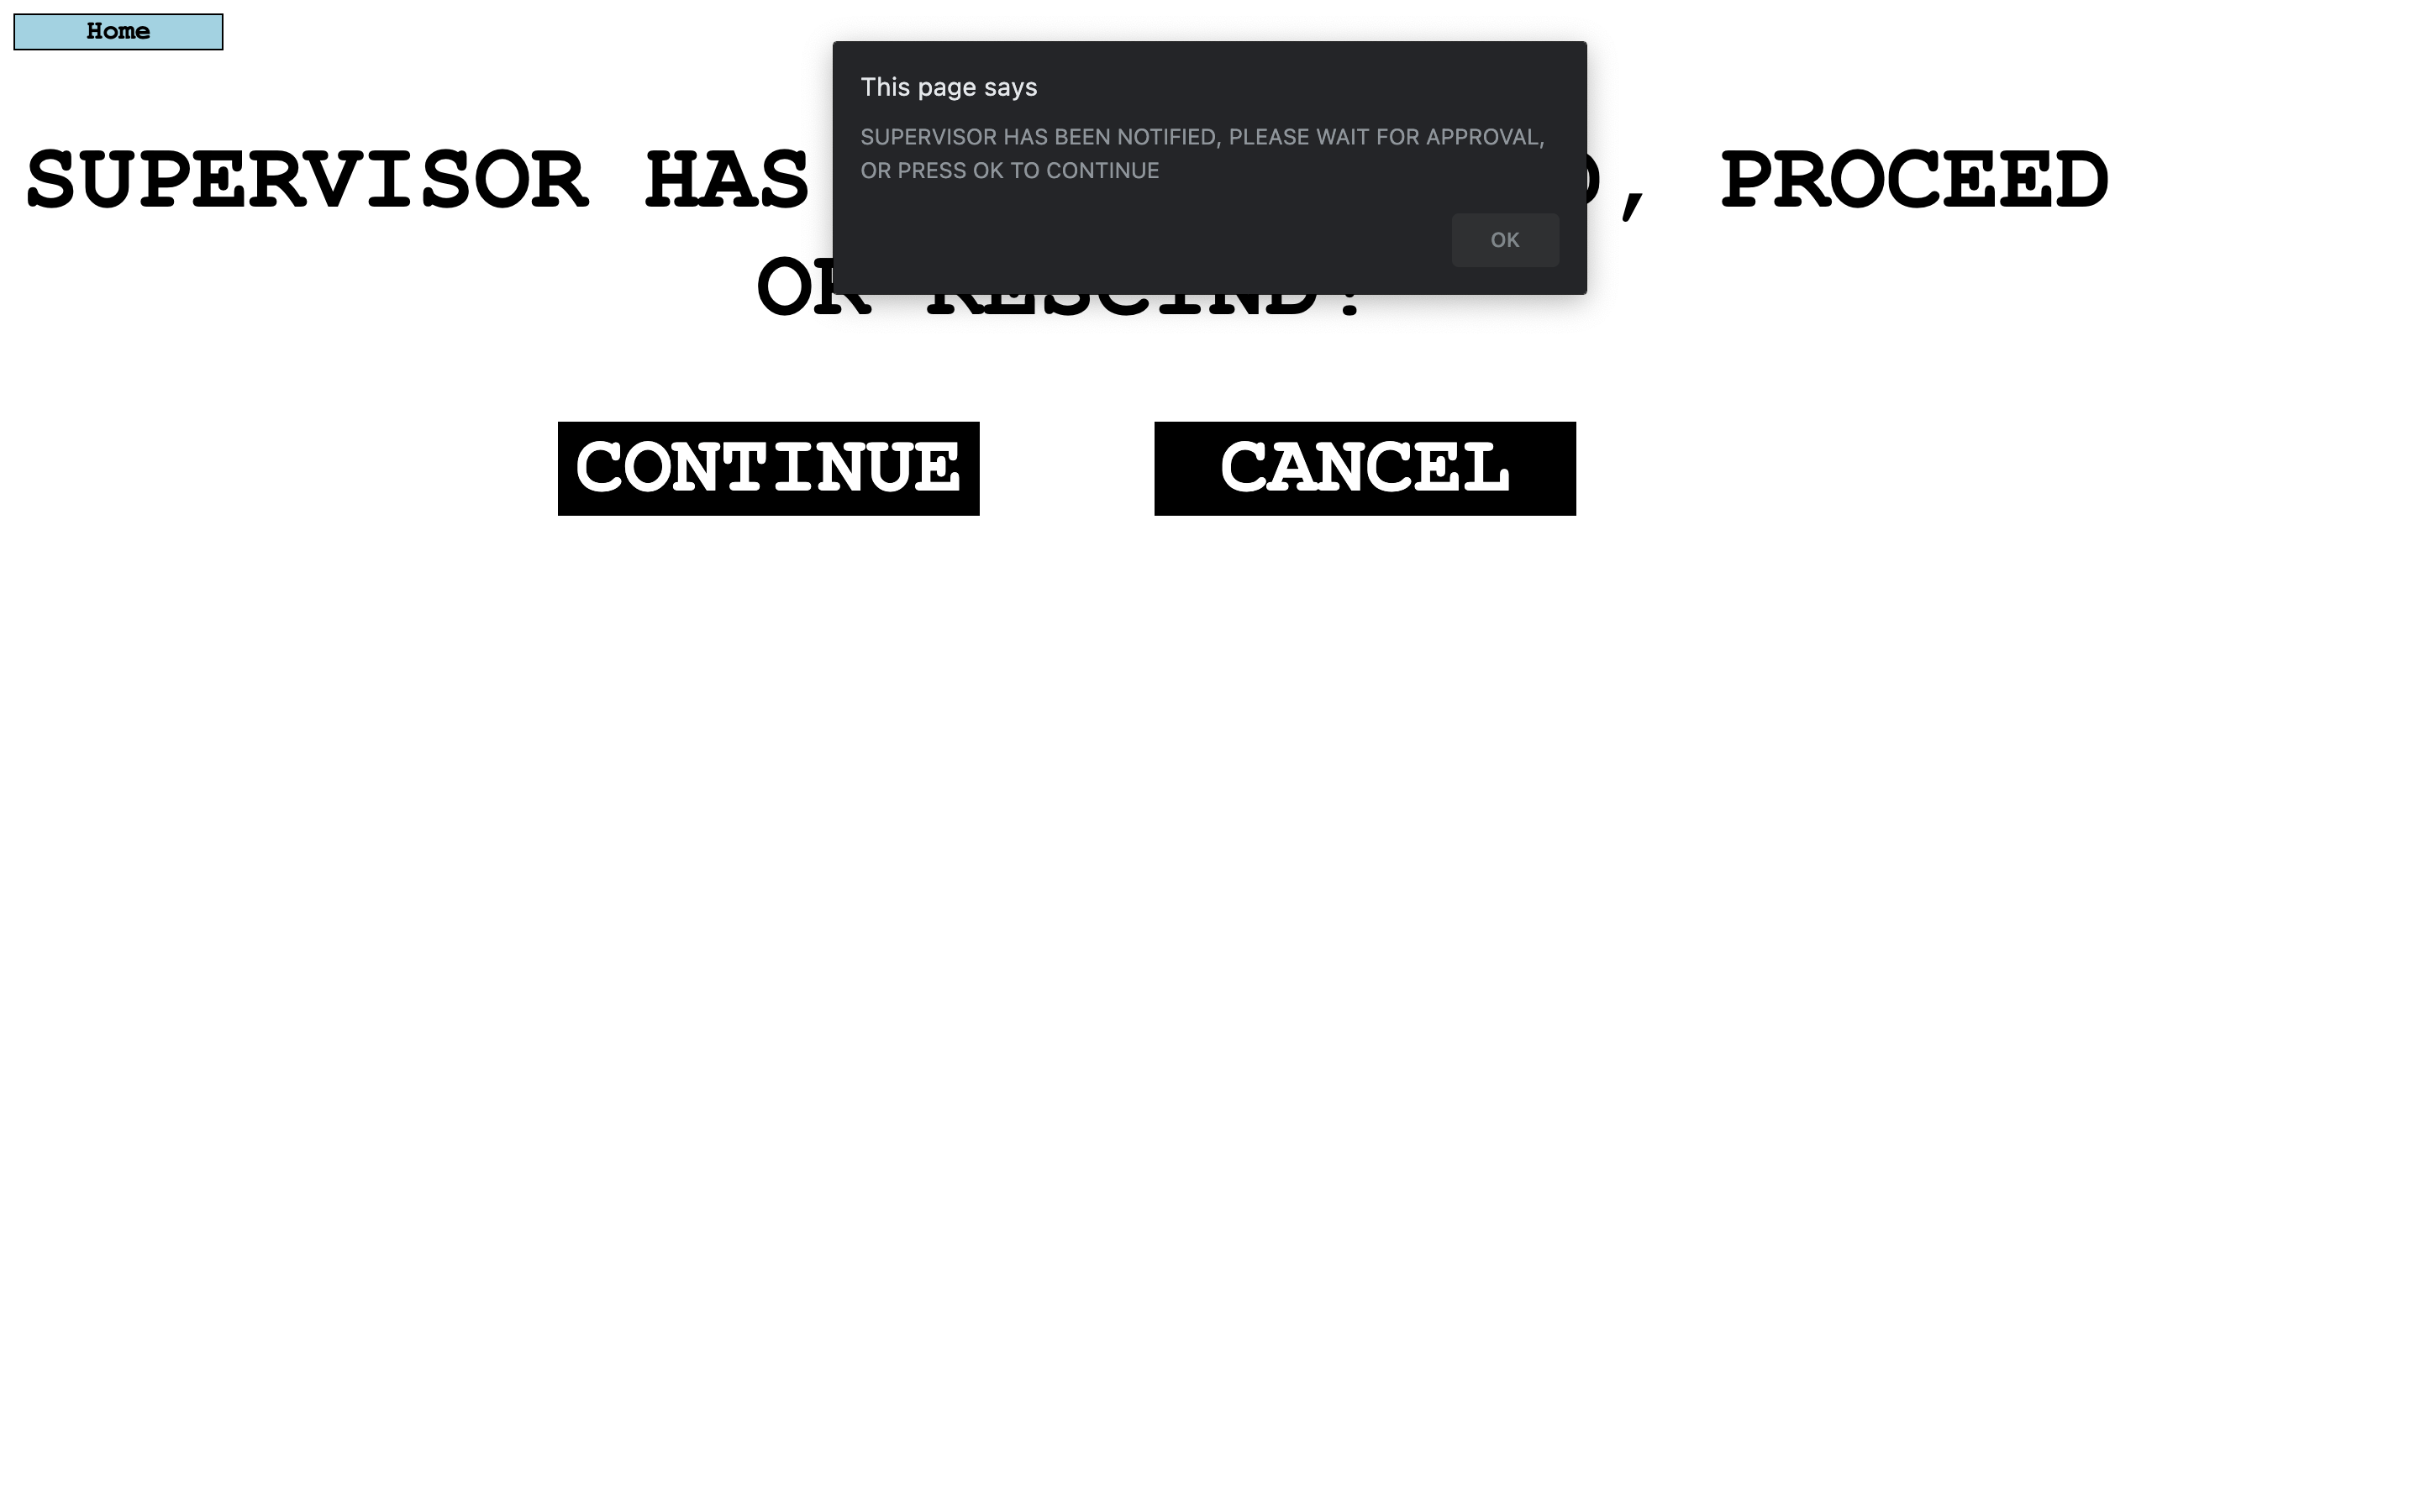 Home
This page says
SUPERVISOR HAS BEEN NOTIFIED, PLEASE WAIT FOR APPROVAL,
OR PRESS OK TO CONTINUE
OK
SUPERVISOR HAS , PROCEED
OR RESCIND?
CONTINUE CANCEL